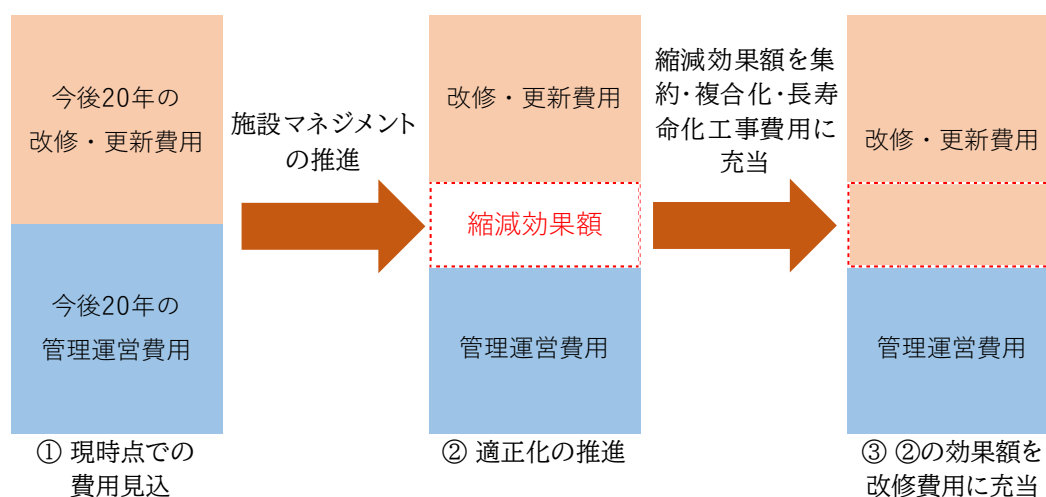 今後20年の
改修・更新費用
今後20年の
管理運営費用
① 現時点での
費用見込
施設マネジメント
の推進
改修・更新費用
縮減効果額
管理運営費用
② 適正化の推進
縮減効果額を集
約・複合化・長寿
命化工事費用に
充当
改修・更新費用
管理運営費用
③ ②の効果額を
改修費用に充当